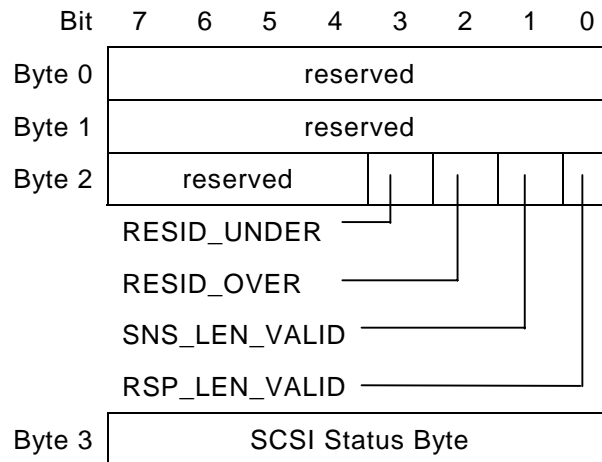 Bit 7 6 5 4 3 2 1 0
Byte 0 reserved
Byte 1 reserved
Byte 2 reserved
RESID_UNDER
RESID_OVER
SNS_LEN_VALID
RSP_LEN_VALID
Byte 3 SCSI Status Byte